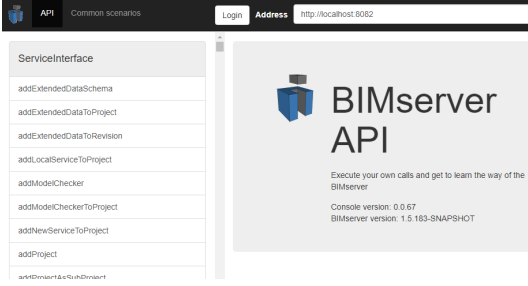 API Common scenarios Login Address http://localhost:8082
ServiceInterface
addExtendedDataSchema
addExtendedDataToProject
addExtendedDataToRevision
addLocalServiceToProject
addModelChecker
addModelCheckerToProject
addNewServiceToProject
addProject
addProjectAsSubProject
BIMserver
API
Execute your own calls and get to learn the way of the
BIMserver
Console version: 0.0.67
BIMserver version: 1.5.183-SNAPSHOT